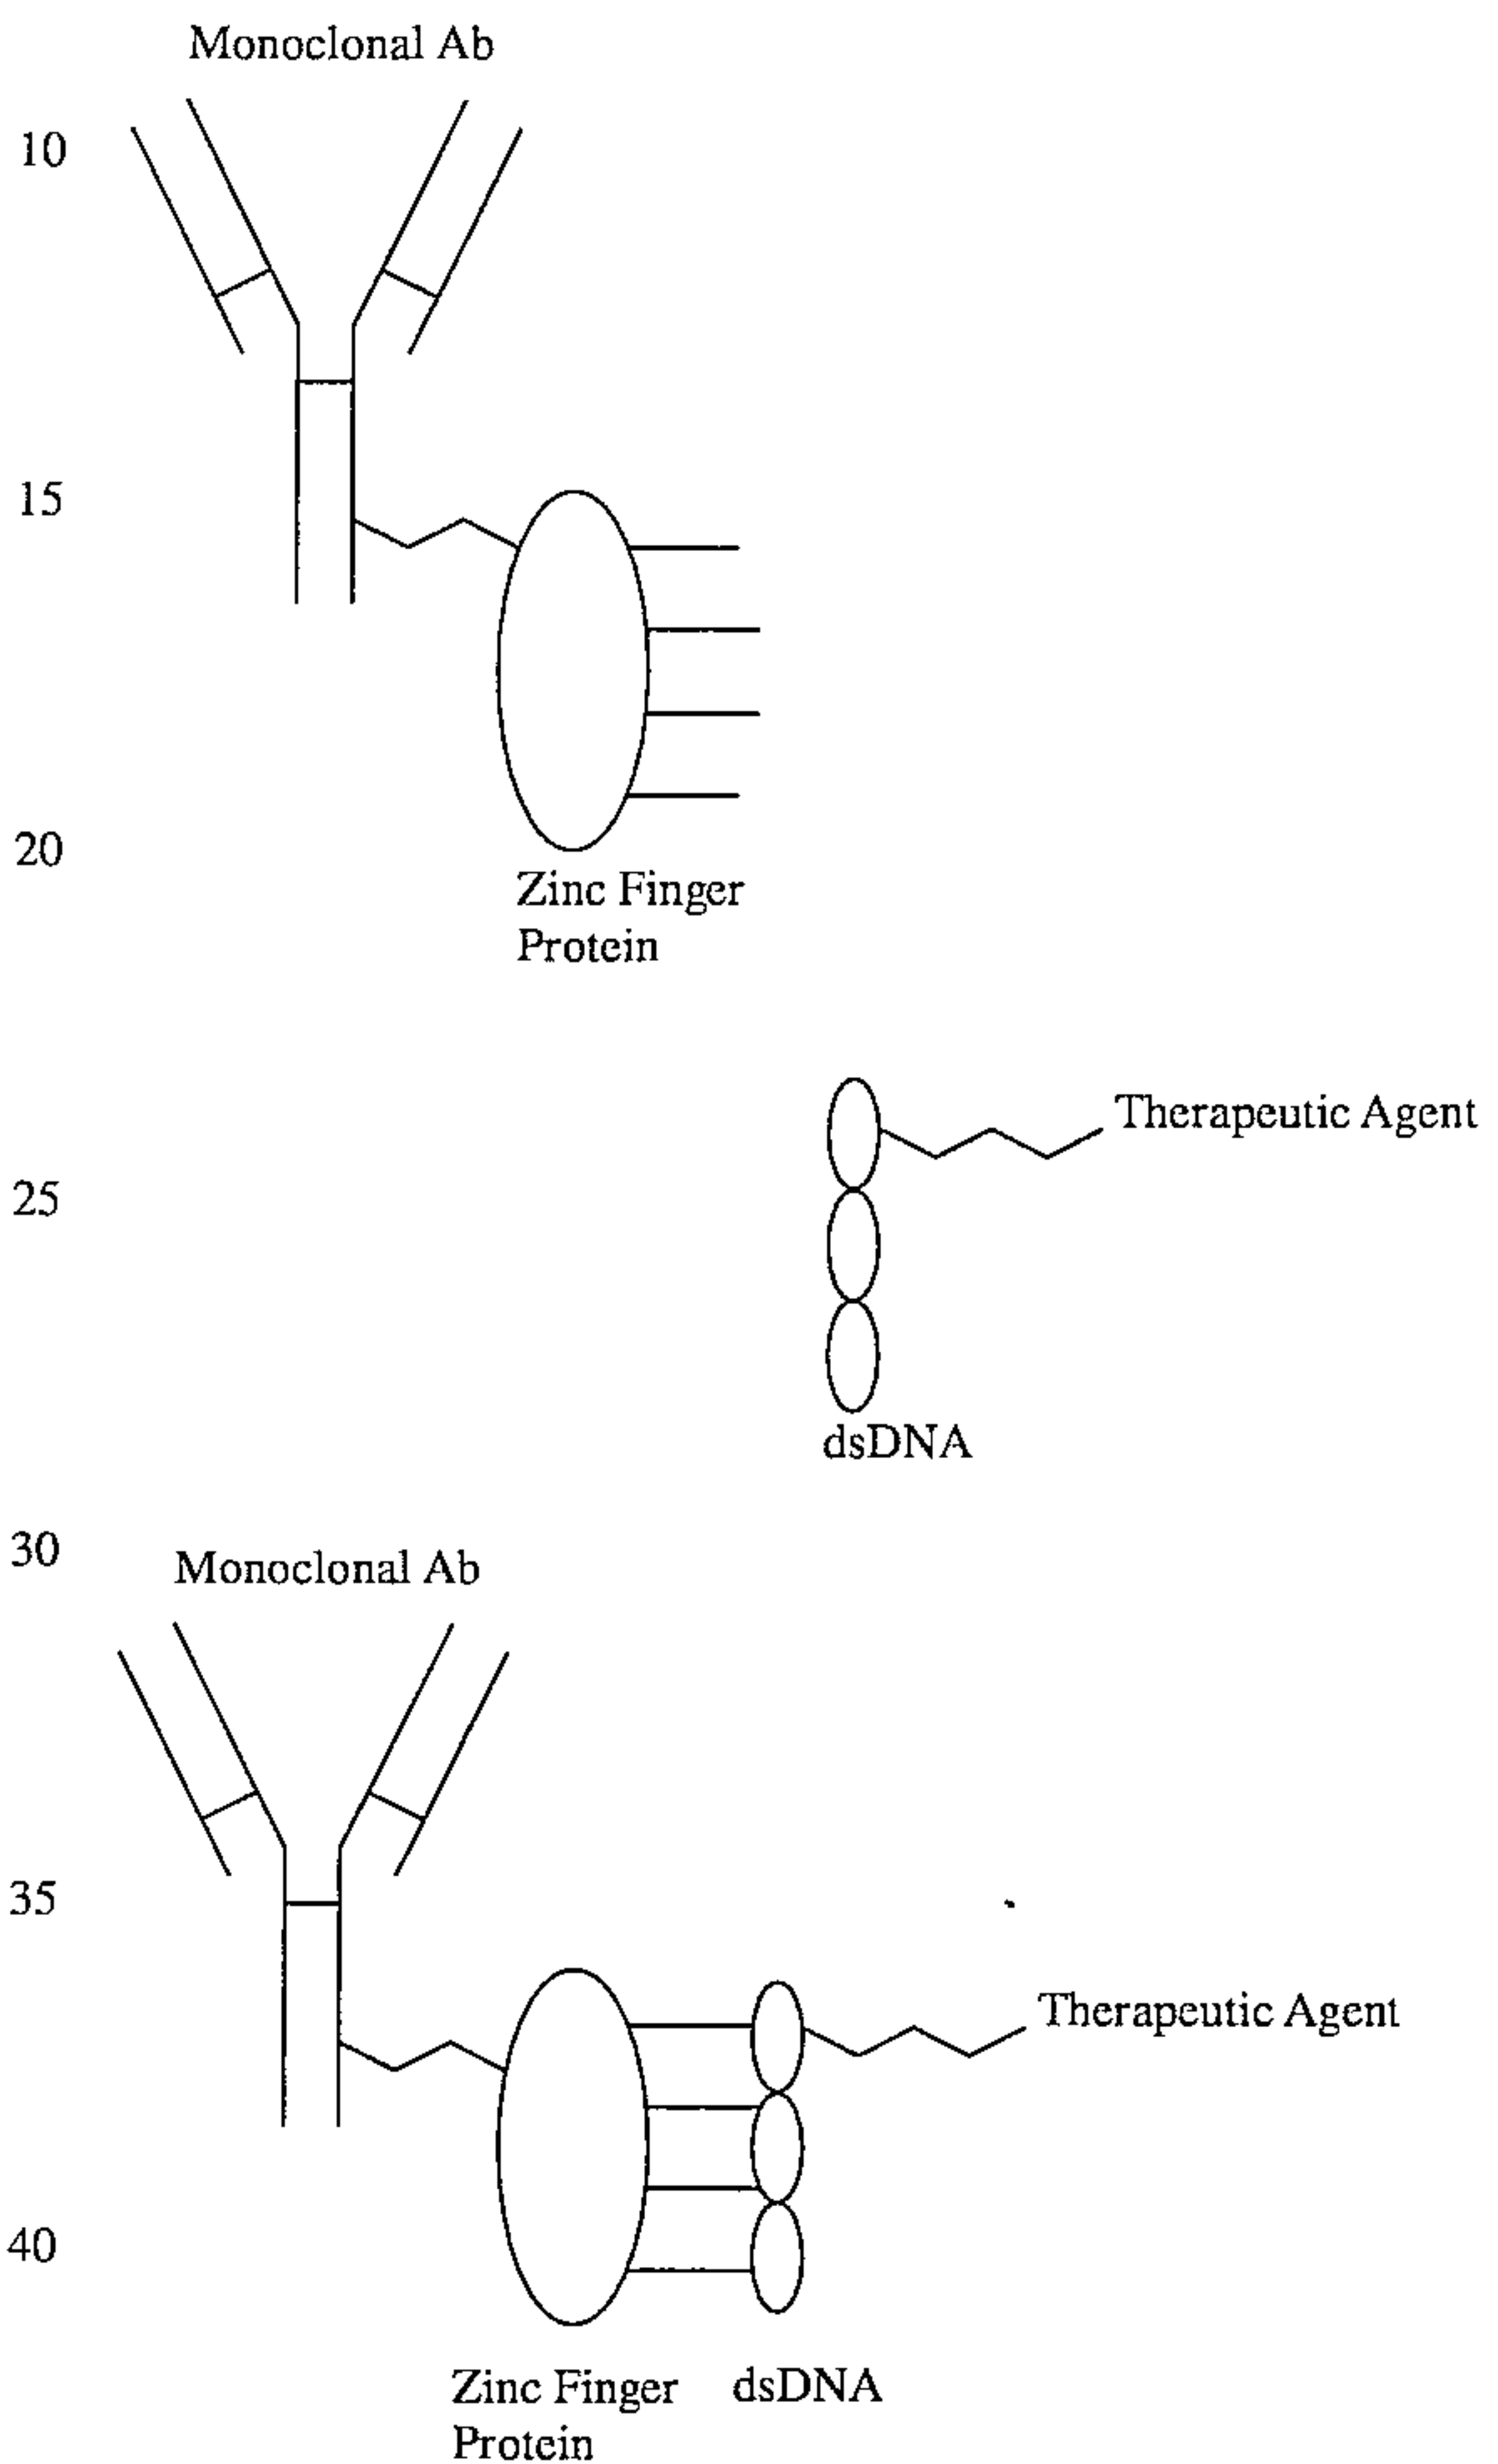 Monoclonal Ab
10
15
20
Zinc Finger
Protein
Therapeutic Agent
25
dsDNA
30
Monoclonal Ab
35
Therapeutic Agent
40
Zinc Finger dsDNA
Protein